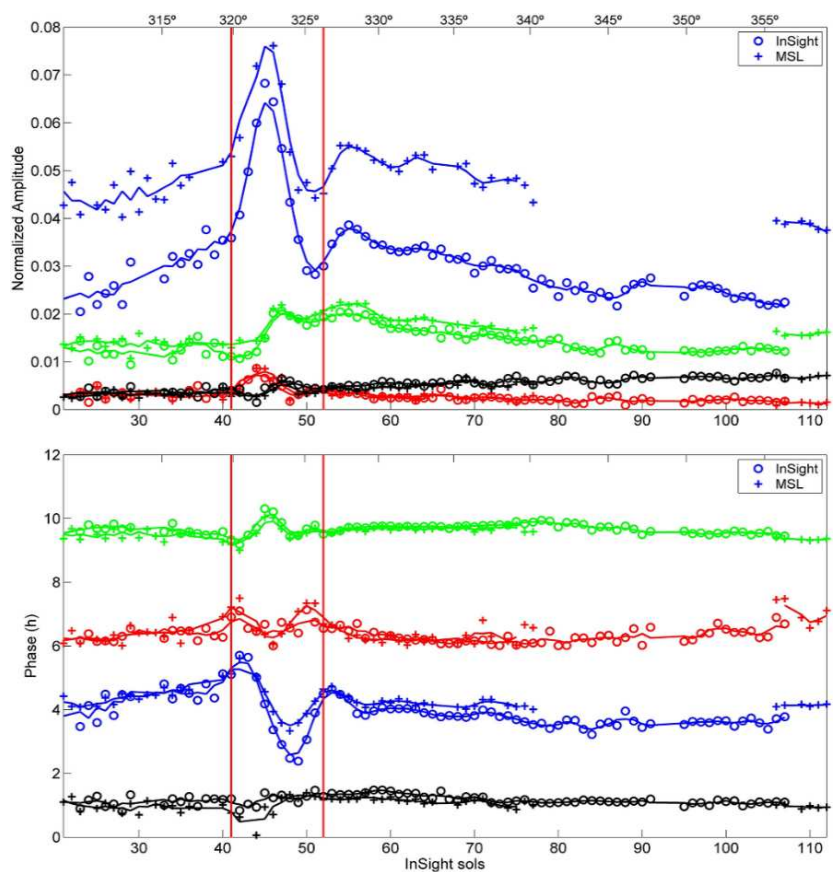 315º 320º 325º 330º 335º 340º 345º 350º 355º
0.08
0.07
0.06
0.05
0.04
0.03
0.02
0.01
0
Normalized Amplitude
InSight
MSL
30 40 50 60 70 80 90 100 110
12
10
8
6
4
2
0
Phase (h)
InSight
MSL
30 40 50 60 70 80 90 100 110
InSight sols